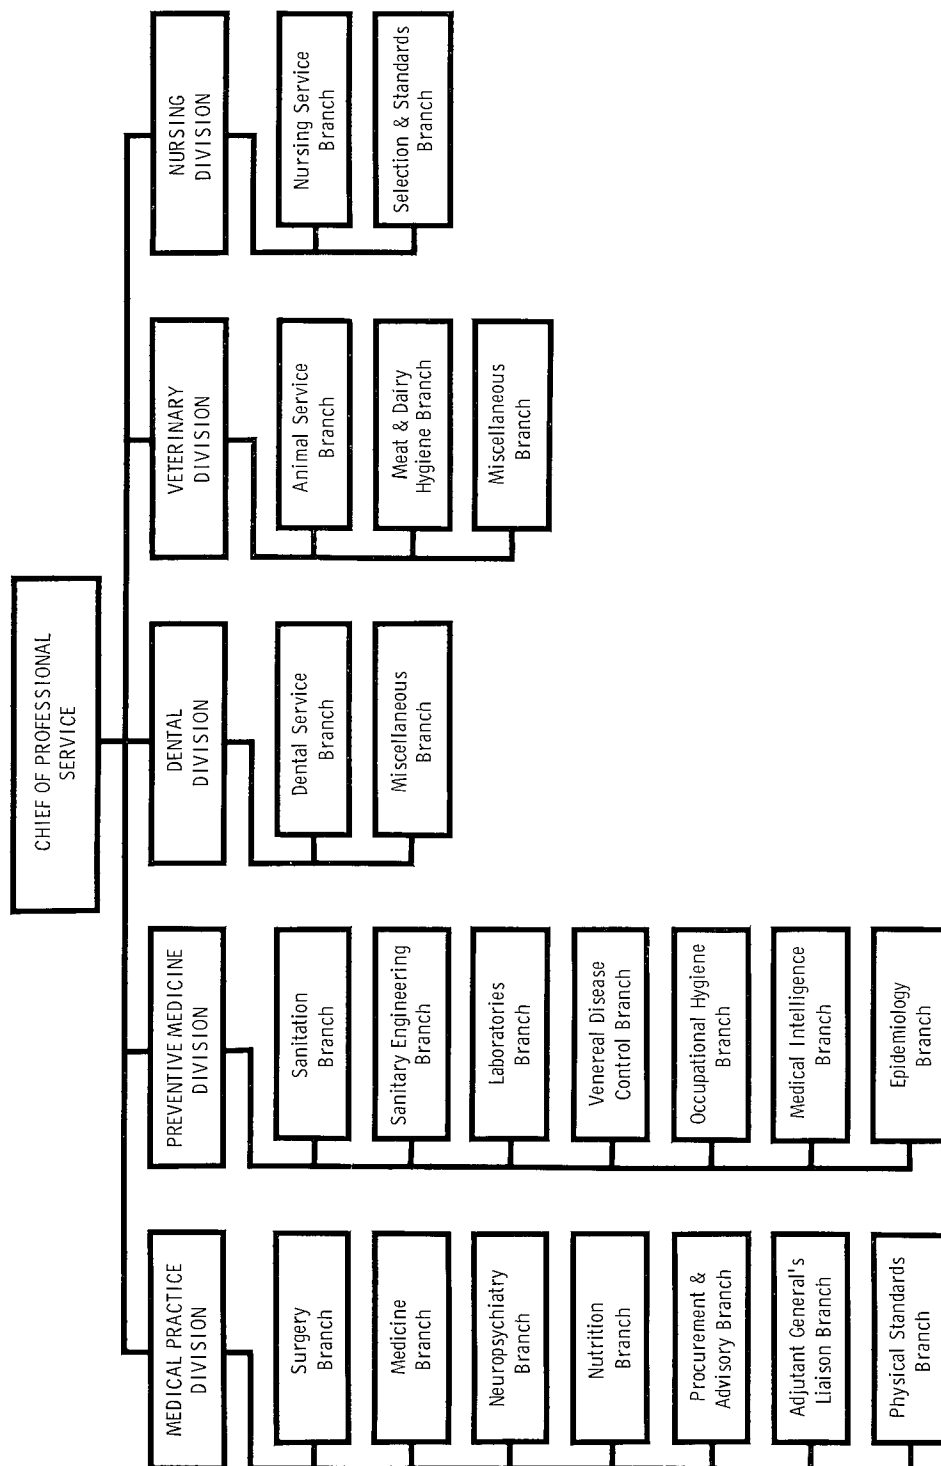 CHIEF OF PROFESSIONAL
SERVICE
MEDICAL PRACTICE
DIVISION
Surgery
Branch
Medicine
Branch
Neuropsychiatry
Branch
Nutrition
Branch
Procurement &
Advisory Branch
Adjutant General's
Liaison Branch
Physical Standards
Branch
PREVENTIVE MEDICINE
DIVISION
Sanitation
Branch
Sanitary Engineering
Branch
Laboratories
Branch
Venereal Disease
Control Branch
Occupational Hygiene
Branch
Medical Intelligence
Branch
Epidemiology
Branch
DENTAL
DIVISION
Dental Service
Branch
Miscellaneous
Branch
VETERINARY
DIVISION
Animal Service
Branch
Meat & Dairy
Hygiene Branch
Miscellaneous
Branch
NURSING
DIVISION
Nursing Service
Branch
Selection & Standards
Branch